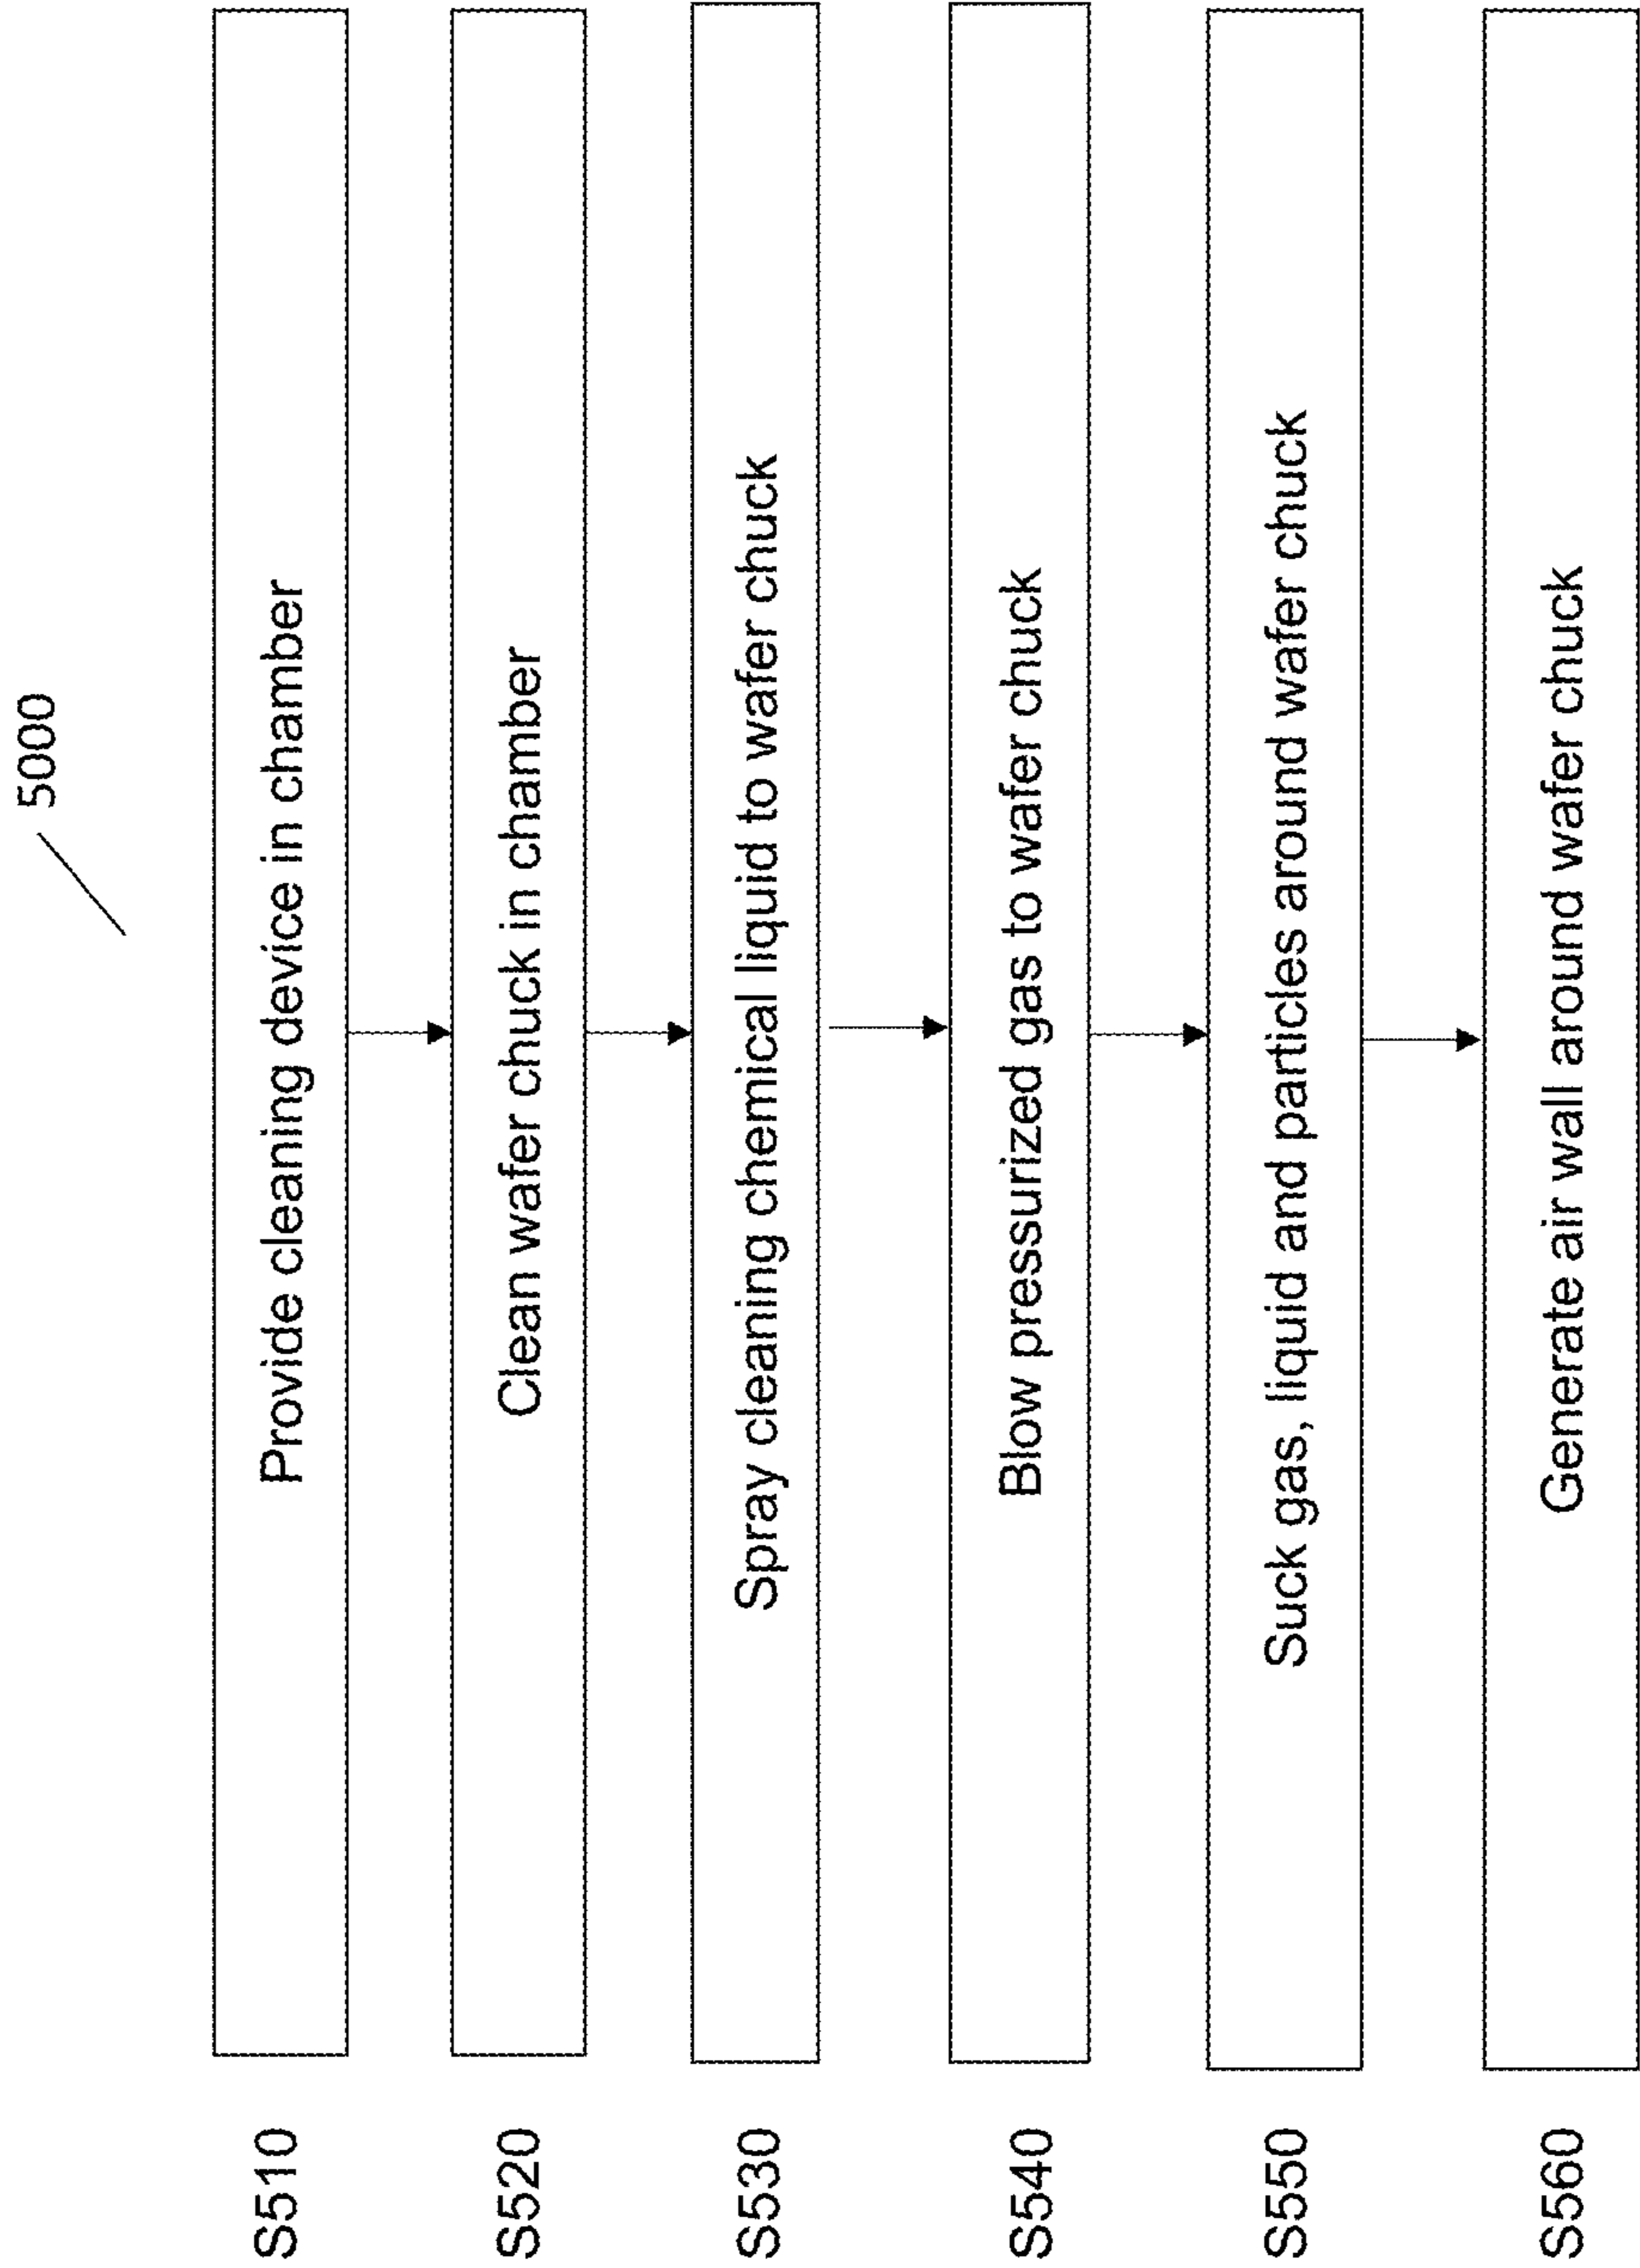 5000
S510
Provide cleaning device in chamber
S520
Clean wafer chuck in chamber
S530
Spray cleaning chemical liquid to wafer chuck
S540
Blow pressurized gas to wafer chuck
S550
Suck gas, liquid and particles around wafer chuck
S560
Generate air wall around wafer chuck